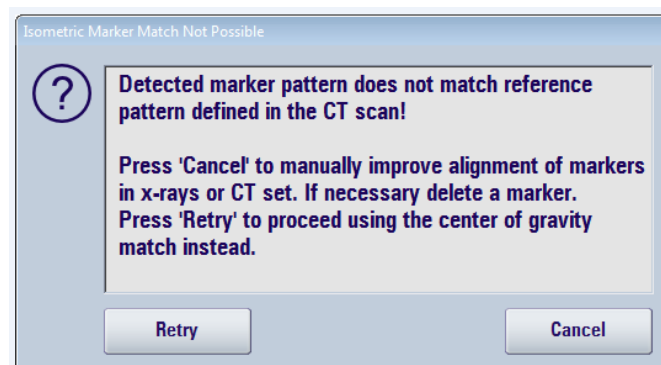 Isometric Marker Match Not Possible
?
Detected marker pattern does not match reference
pattern defined in the CT scan!
Press 'Cancel' to manually improve alignment of markers
in x-rays or CT set. If necessary delete a marker.
Press 'Retry' to proceed using the center of gravity
match instead.
Retry
Cancel